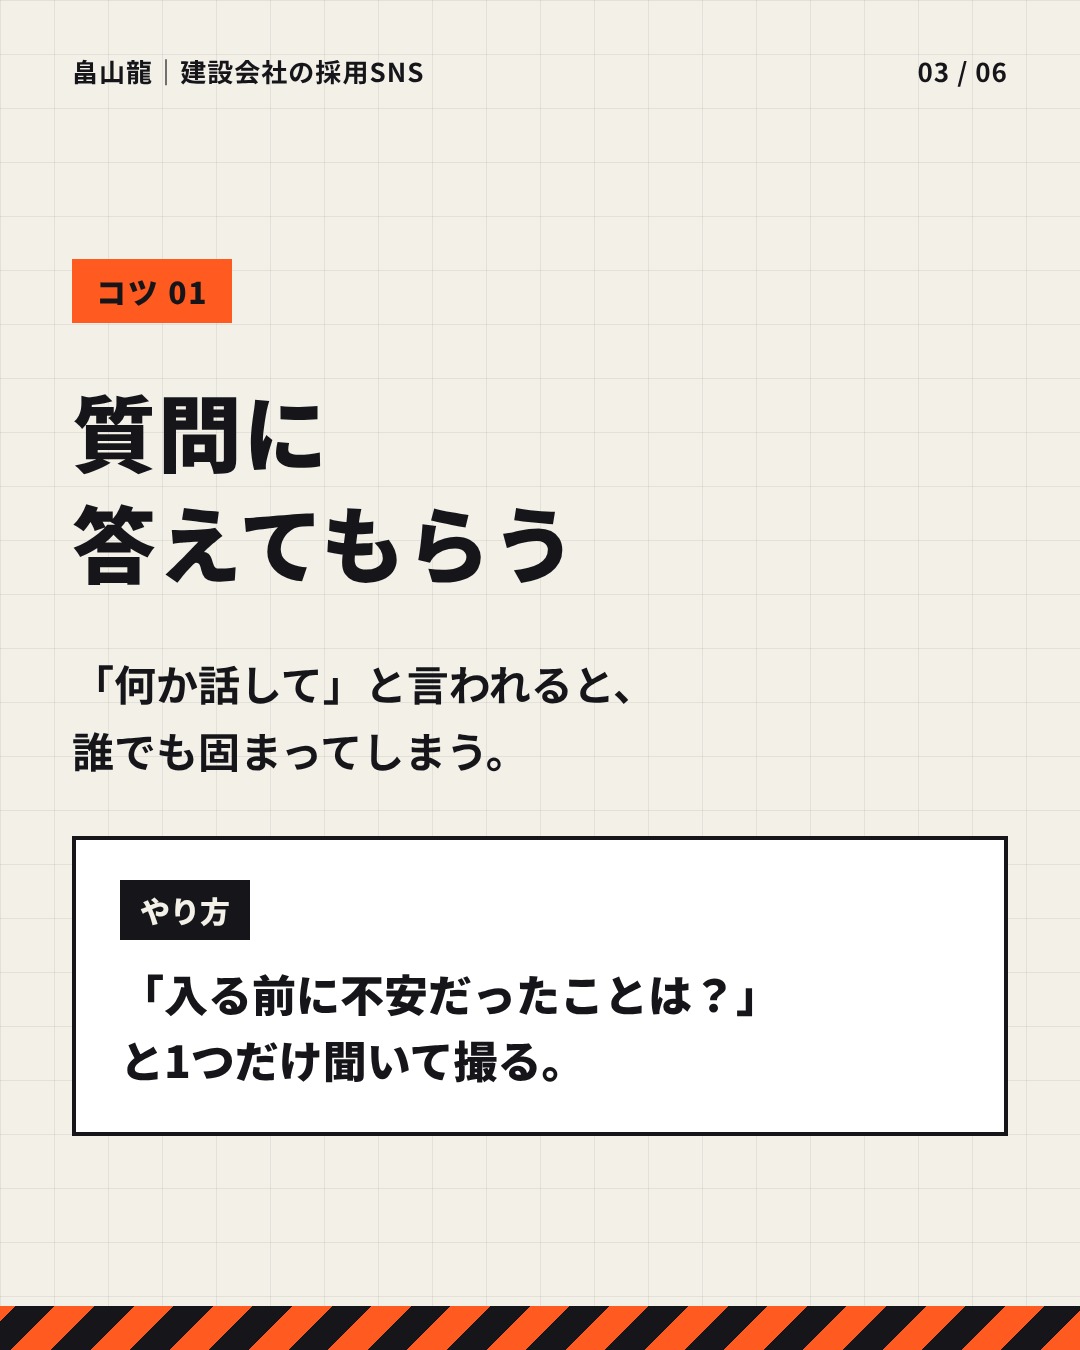 畠山龍｜建設会社の採用SNS
03 / 06
コツ 01
質問に
答えてもらう
「何か話して」と言われると、
誰でも固まってしまう。
やり方
「入る前に不安だったことは？」
と1つだけ聞いて撮る。